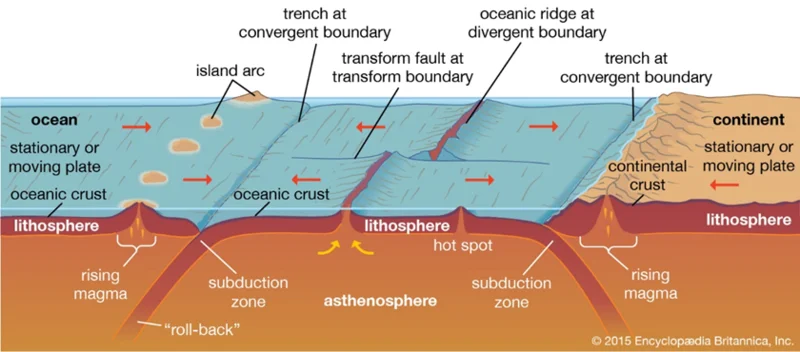 trench at
convergent boundary
oceanic ridge at
divergent boundary
island arc
transform fault at
transform boundary
trench at
convergent boundary
ocean
stationary or
moving plate
continent
stationary or
moving plate
continental
crust
oceanic crust
oceanic crust
lithosphere
lithosphere
lithosphere
hot spot
rising
magma
subduction
zone
asthenosphere
subduction
zone
rising
magma
"roll-back"
© 2015 Encyclopædia Britannica, Inc.